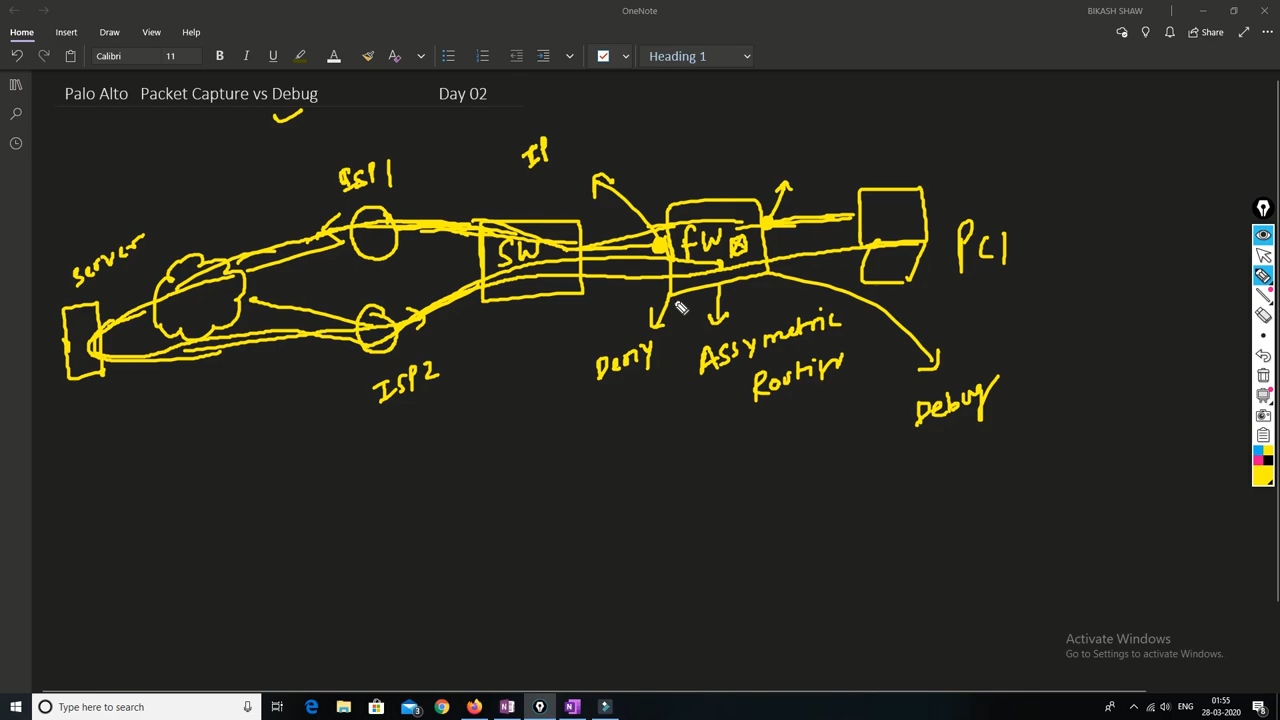 OneNote
BIKASH SHAW
Home Insert Draw View Help
Share
Calibri 11 B I U A A Heading 1
Palo Alto Packet Capture vs Debug Day 02
IP
ISP1
server
SW
FW
PC1
ISP2
Deny
Assymetric
Debug
Activate Windows
Go to Settings to activate Windows.
Type here to search
3
ENG
01:55
28-03-2020
8